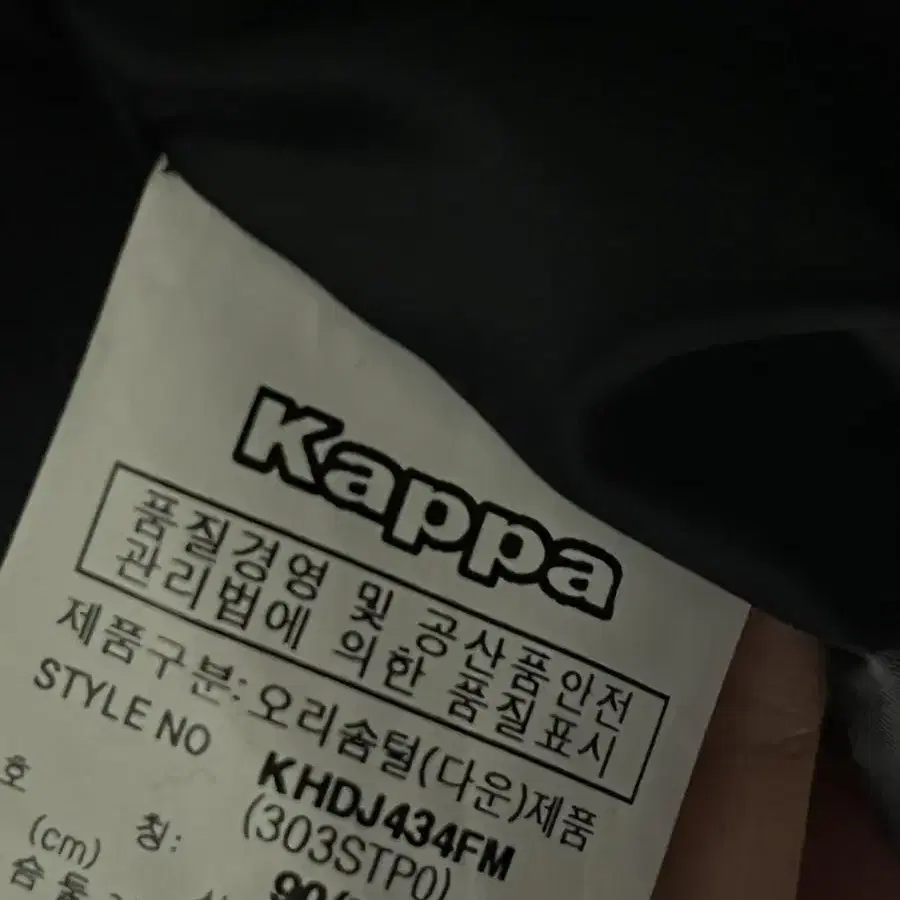 Kappa
품질경영 및 공산품안전
관리법에 의한 품질표시
제품구분: 오리솜털(다운)제품
STYLE NO KHDJ434FM
(303STP0)
호 칭:
(cm)